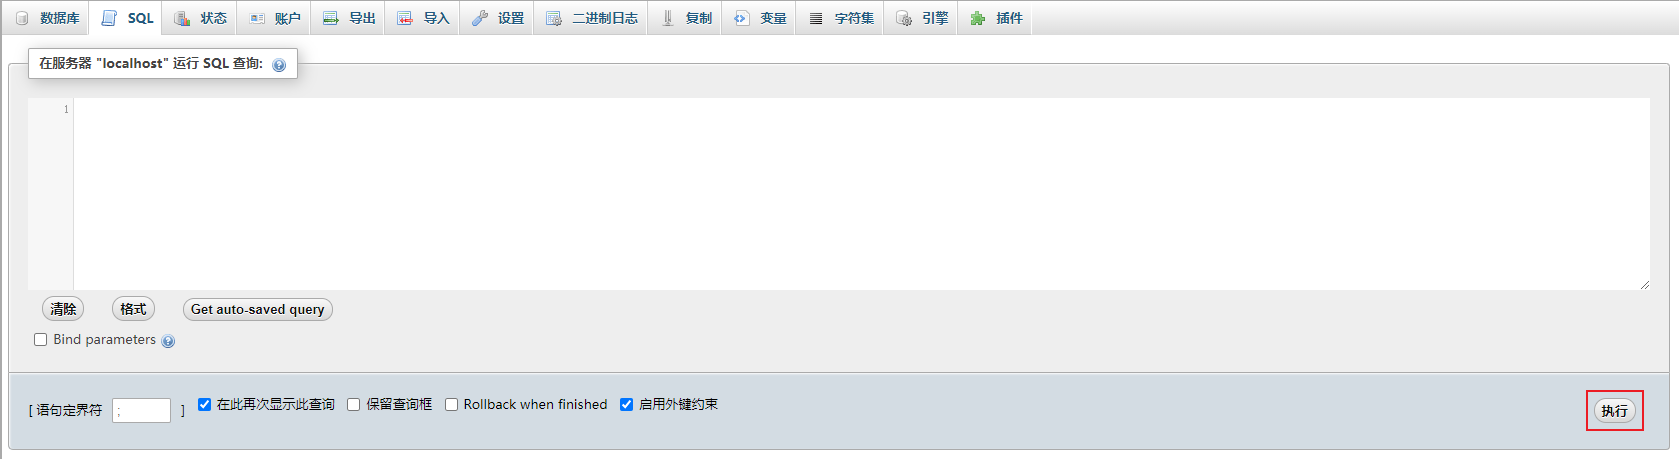 数据库 SQL 状态 账户 导出 导入 设置 二进制日志 复制 变量 字符集 引擎 插件
在服务器 "localhost" 运行 SQL 查询:
1
清除 格式 Get auto-saved query
Bind parameters
[ 语句定界符 ; ] 在此再次显示此查询 保留查询框 Rollback when finished 启用外键约束 执行